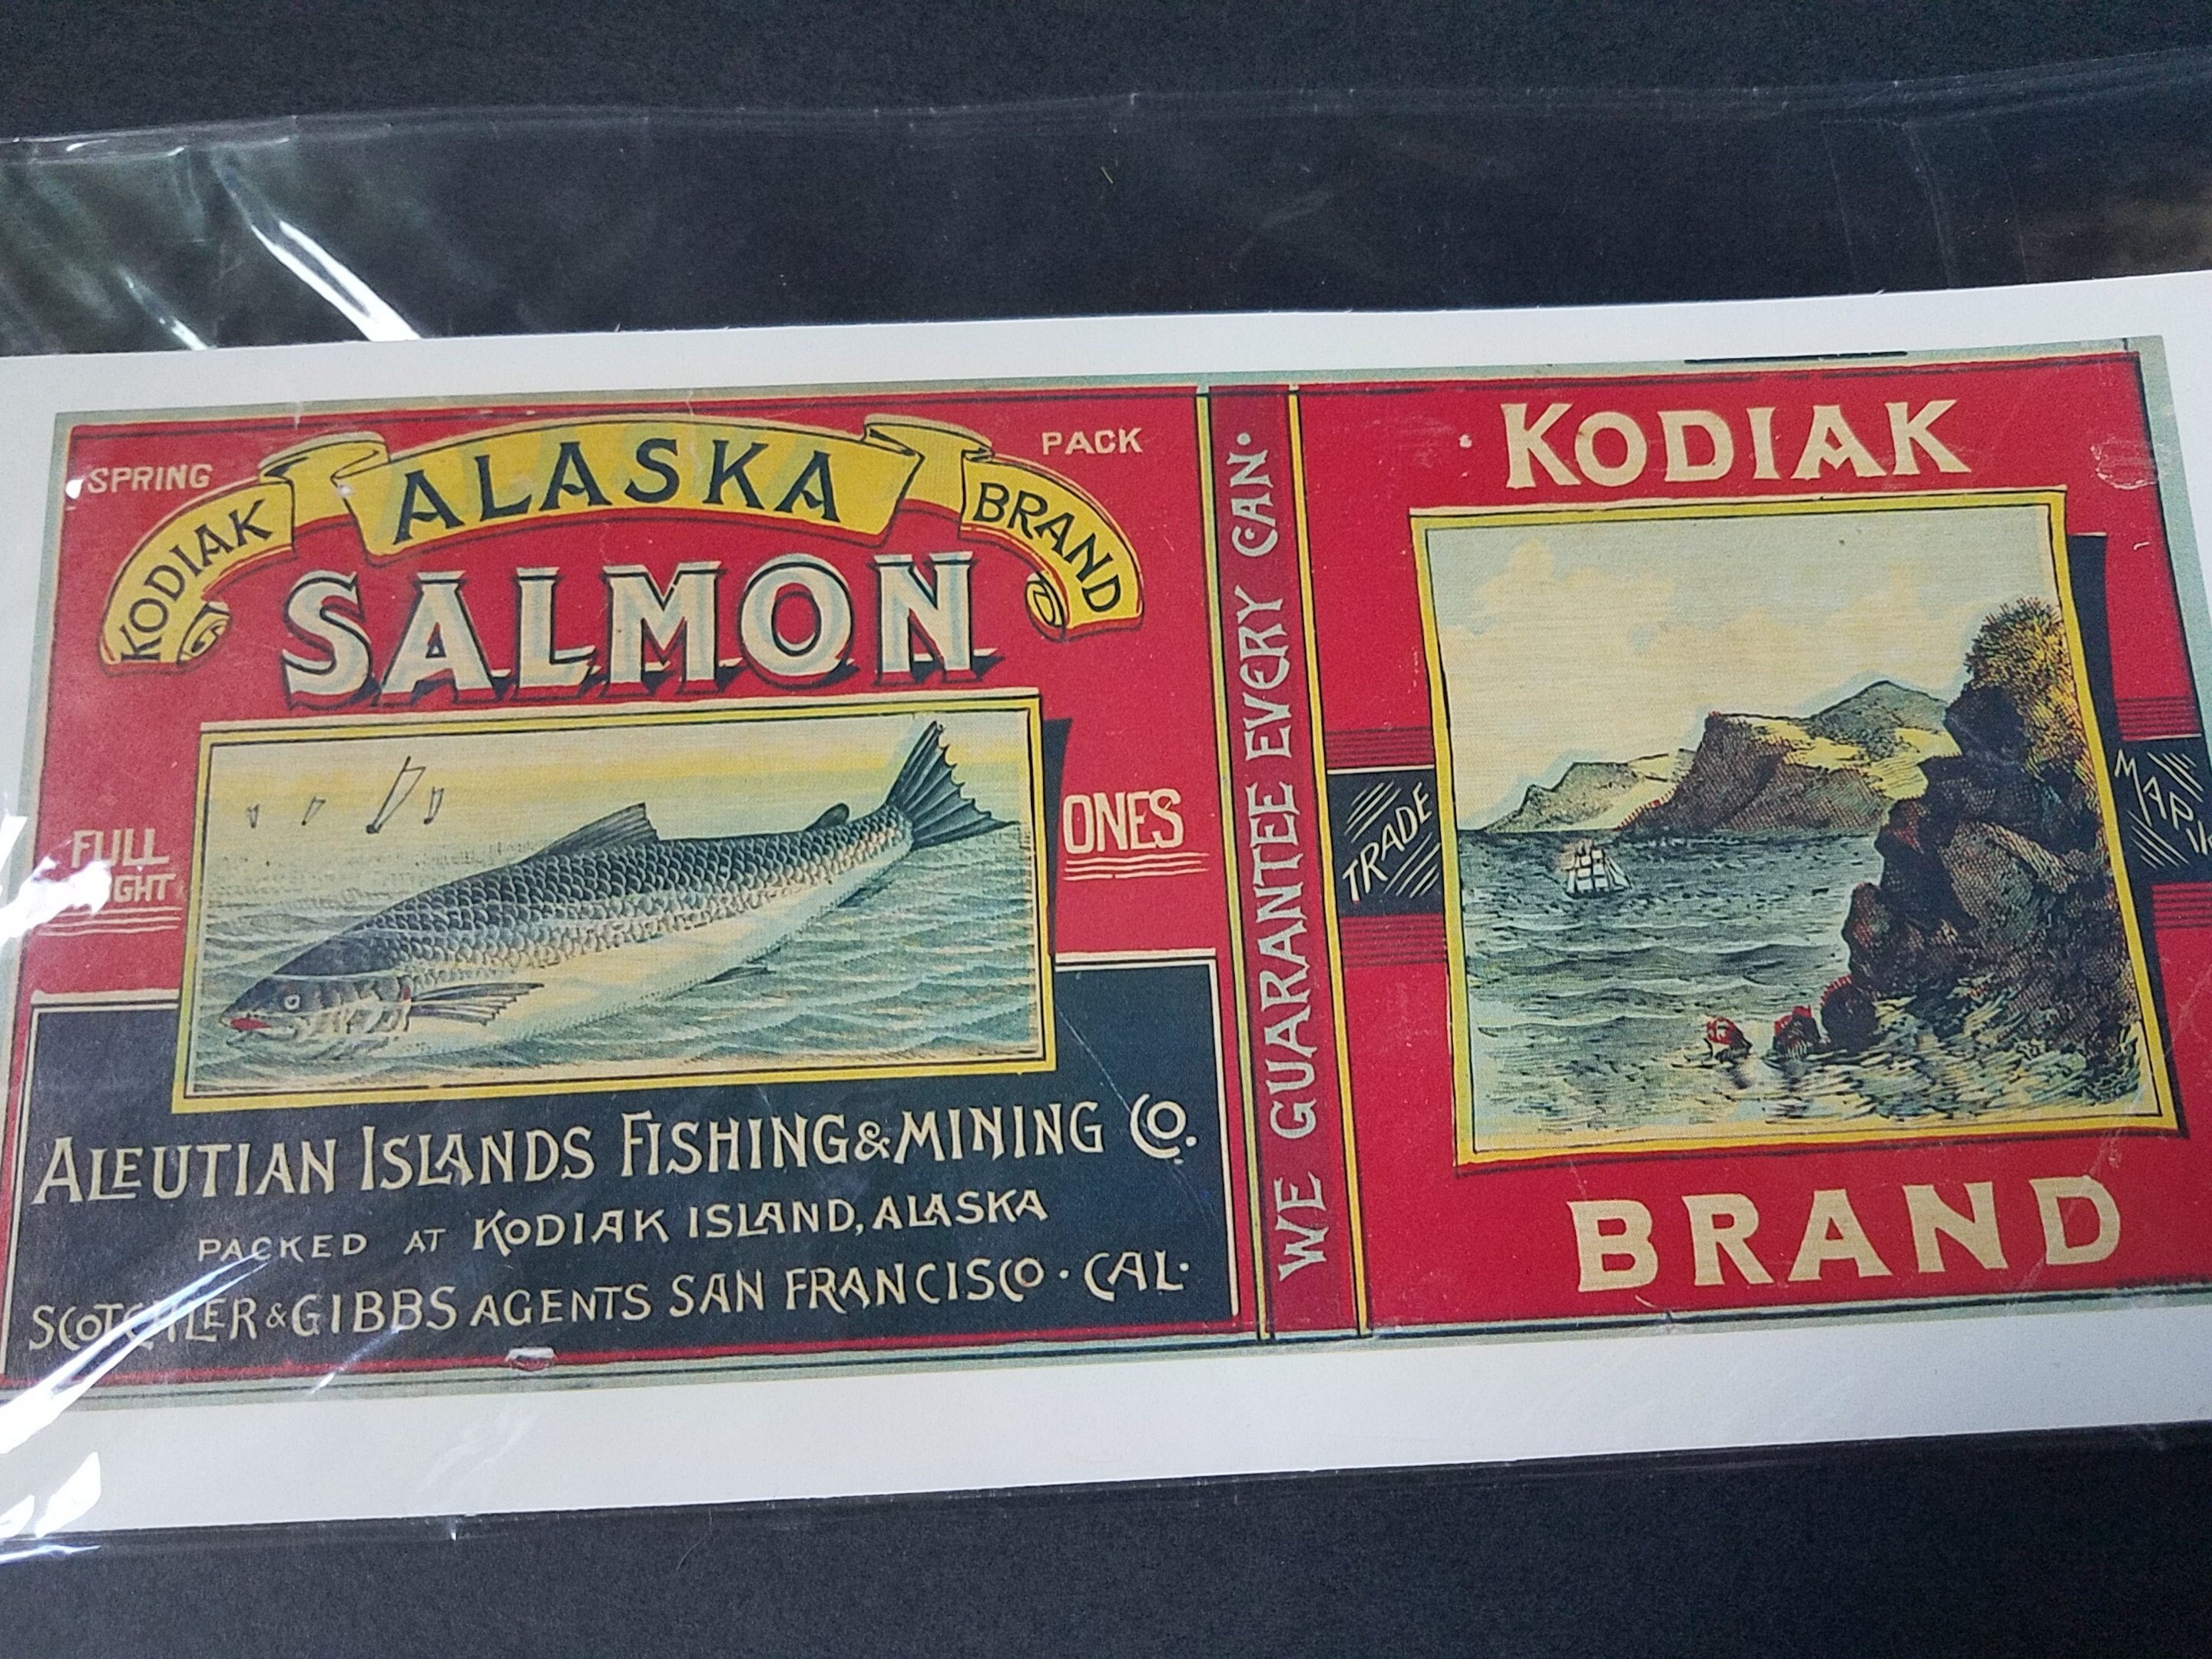 SPRING
PACK
KODIAK
ALASKA
BRAND
SALMON
FULL
ONES
ALEUTIAN ISLANDS FISHING & MINING CO.
PACKED AT KODIAK ISLAND, ALASKA
SCOTCHLER & GIBBS AGENTS SAN FRANCISCO · CAL·
WE GUARANTEE EVERY CAN·
KODIAK
TRADE
MARK
BRAND